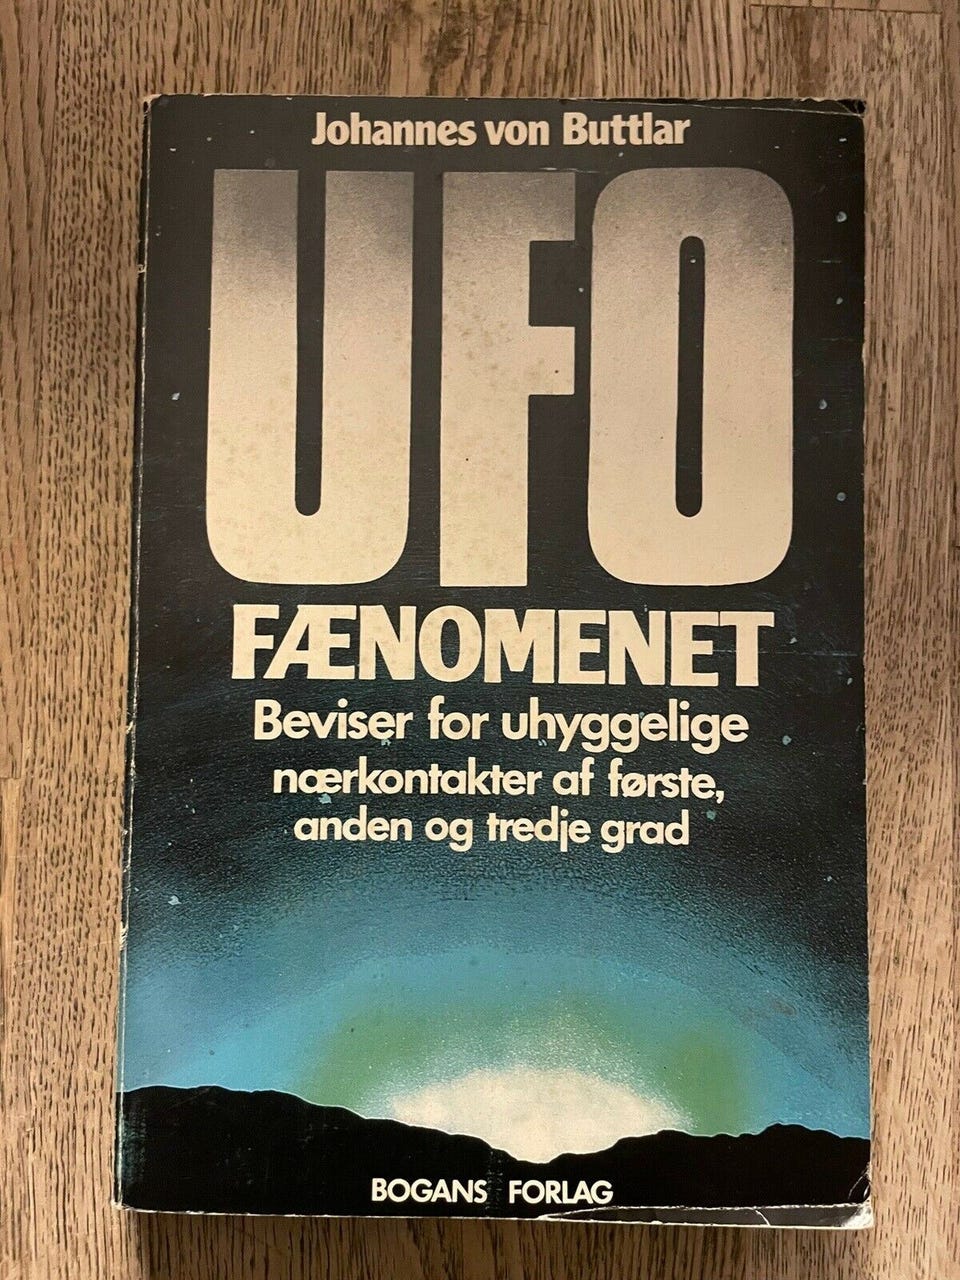 Johannes von Buttlar
UFO
FÆNOMENET
Beviser for uhyggelige
nærkontakter af første,
anden og tredje grad
BOGANS FORLAG